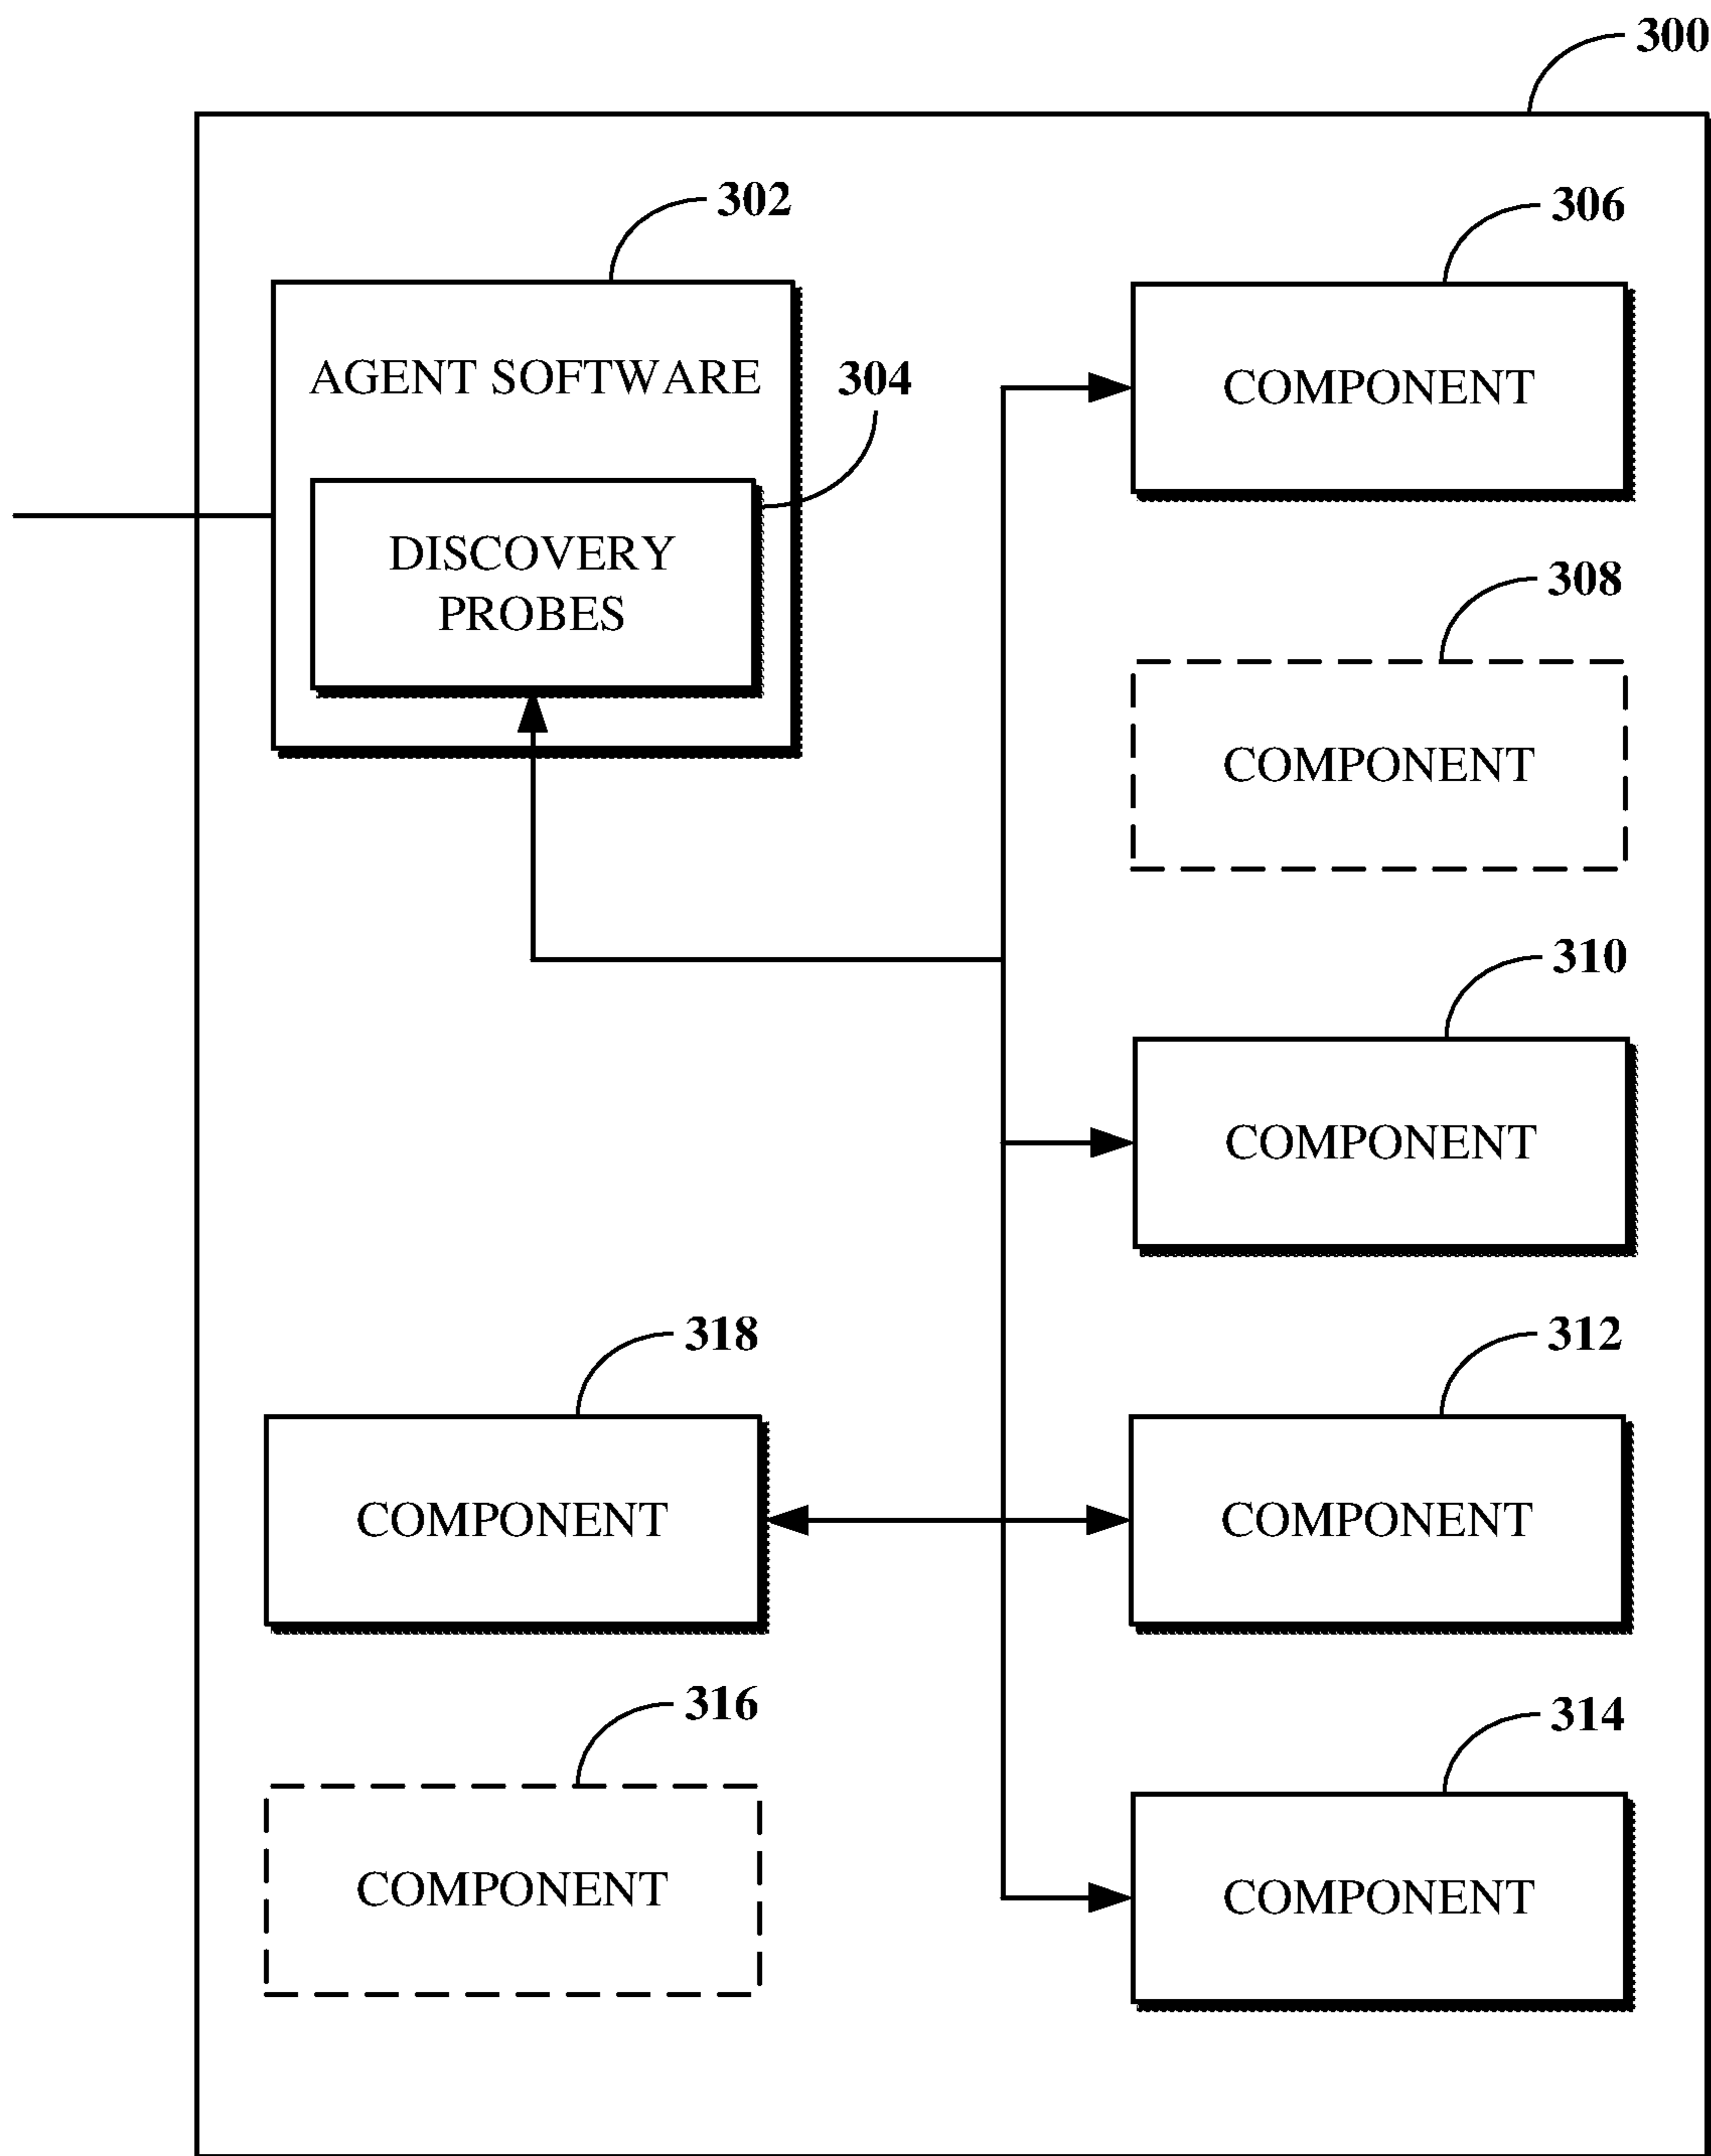 300
302
306
AGENT SOFTWARE
304
COMPONENT
DISCOVERY
PROBES
308
COMPONENT
310
COMPONENT
318
312
COMPONENT
COMPONENT
316
314
COMPONENT
COMPONENT